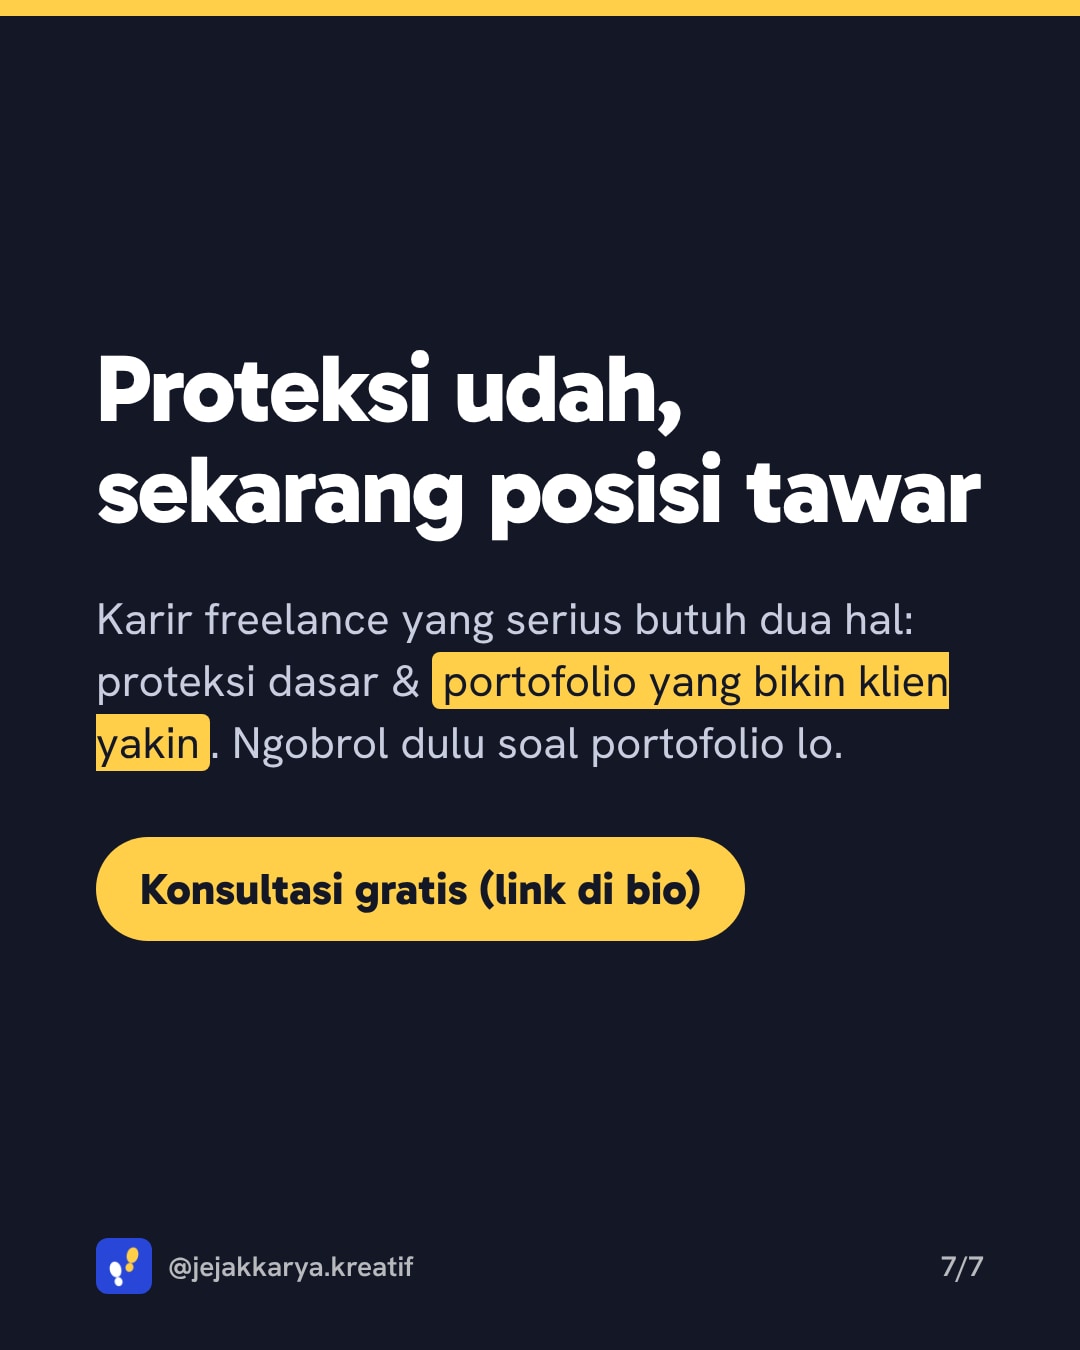 Proteksi udah,
sekarang posisi tawar
Karir freelance yang serius butuh dua hal:
proteksi dasar & portofolio yang bikin klien
yakin . Ngobrol dulu soal portofolio lo.
Konsultasi gratis (link di bio)
@jejakkarya.kreatif
7/7